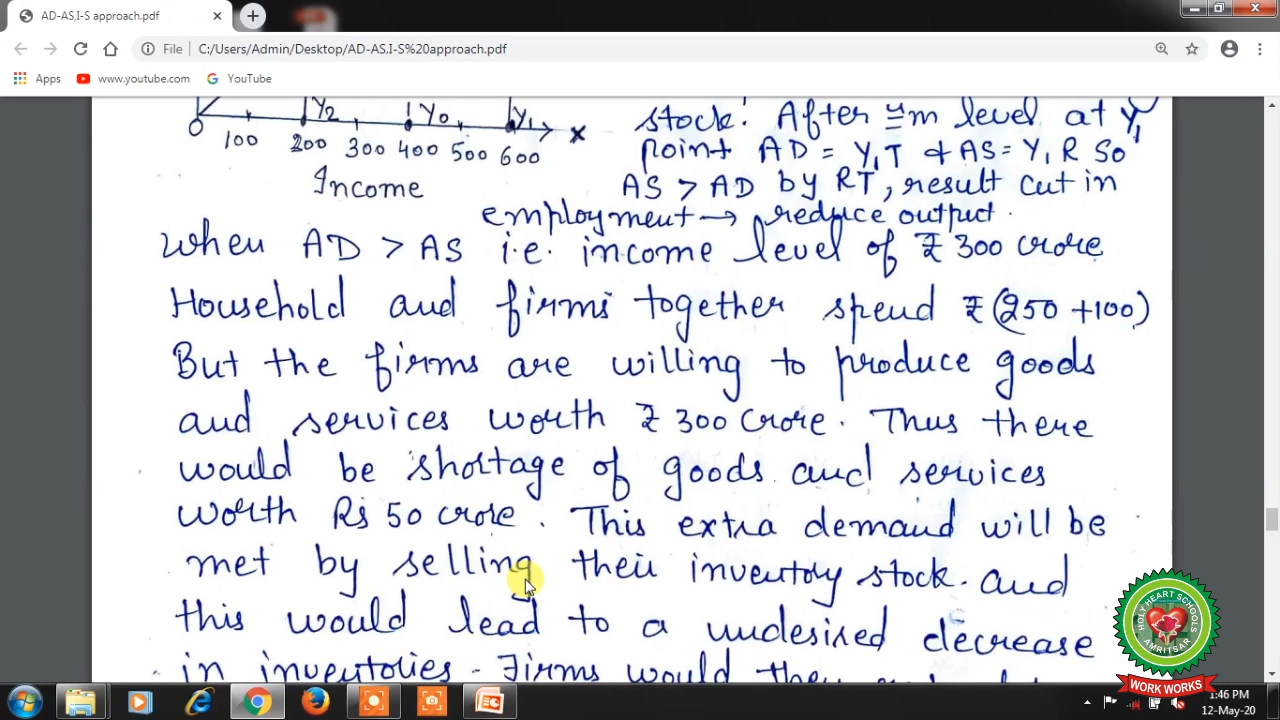 AD-AS,I-S approach.pdf
File C:/Users/Admin/Desktop/AD-AS,I-S%20approach.pdf
Apps www.youtube.com YouTube
Y2 Y0 Y1
O 100 200 300 400 500 600 x
Income
stock! After =m level at Y1
point AD = Y1T & AS = Y1R So
AS > AD by RT, result cut in
employment → reduce output.
When AD > AS i.e. income level of ₹ 300 crore
Household and firms together spend ₹ (250 + 100)
But the firms are willing to produce goods
and services worth ₹ 300 Crore. Thus there
would be shortage of goods and services
worth Rs 50 crore. This extra demand will be
met by selling their inventory stock. and
this would lead to a undesired decrease
in inventories. Firms would then
HOLY HEART SCHOOLS
AMRITSAR
WORK WORKS
1:46 PM
12-May-20